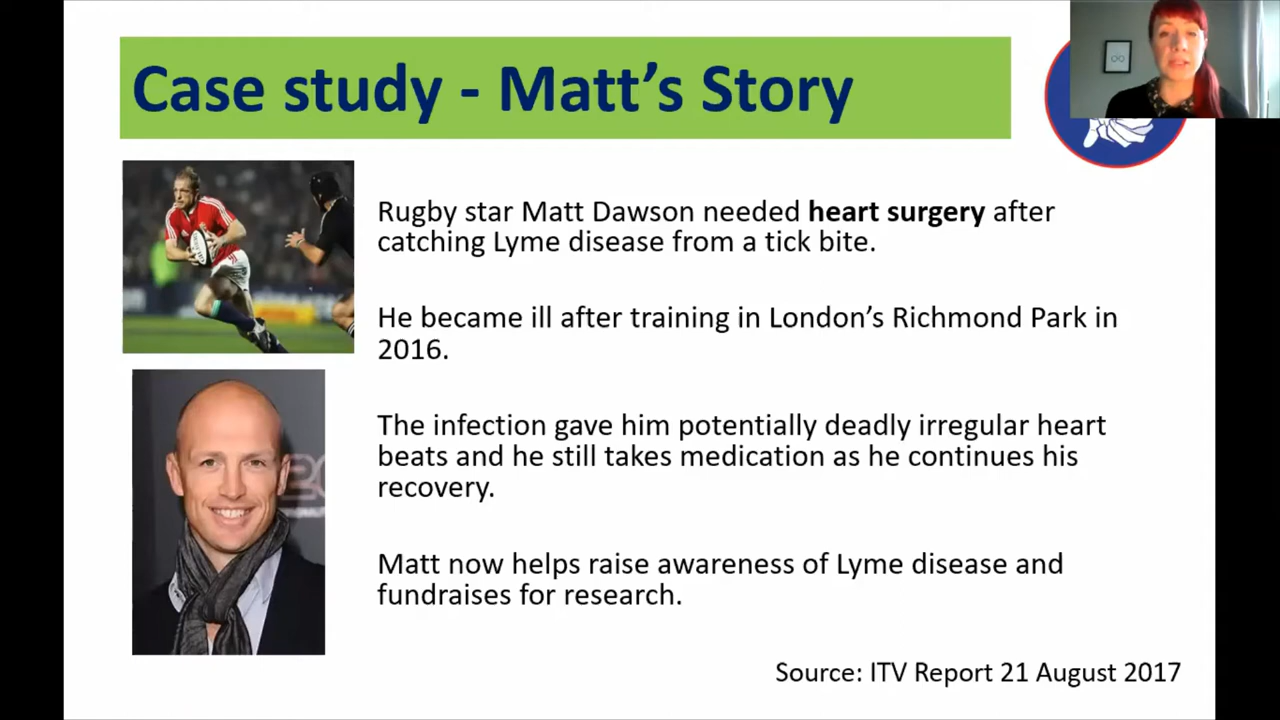 Case study - Matt's Story
Rugby star Matt Dawson needed heart surgery after
catching Lyme disease from a tick bite.
He became ill after training in London's Richmond Park in
2016.
The infection gave him potentially deadly irregular heart
beats and he still takes medication as he continues his
recovery.
Matt now helps raise awareness of Lyme disease and
fundraises for research.
Source: ITV Report 21 August 2017